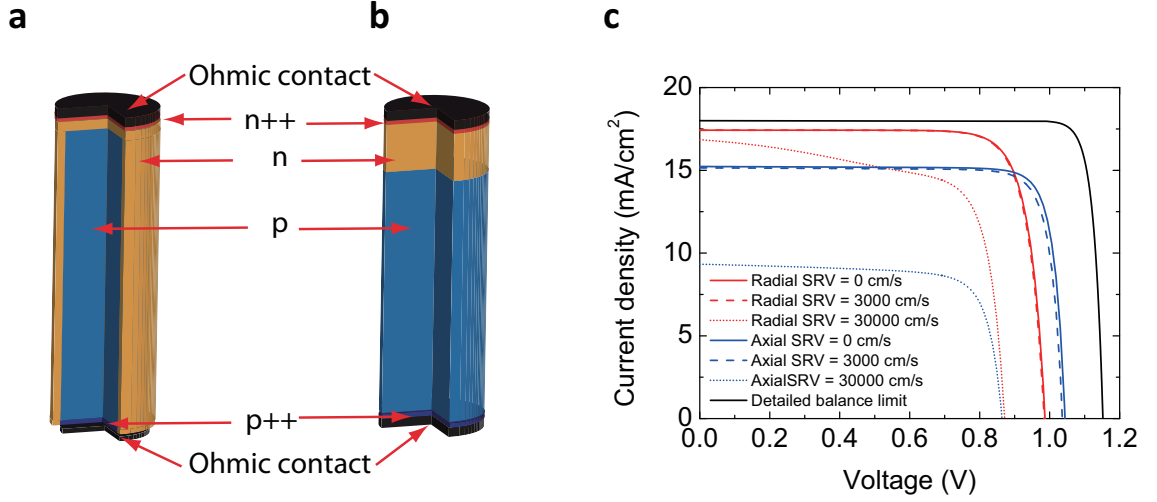 a
b
c
Ohmic contact
n++
n
p
p++
Ohmic contact
Current density (mA/cm²)
20
15
10
5
0
Radial SRV = 0 cm/s
Radial SRV = 3000 cm/s
Radial SRV = 30000 cm/s
Axial SRV = 0 cm/s
Axial SRV = 3000 cm/s
AxialSRV = 30000 cm/s
Detailed balance limit
0.0 0.2 0.4 0.6 0.8 1.0 1.2
Voltage (V)